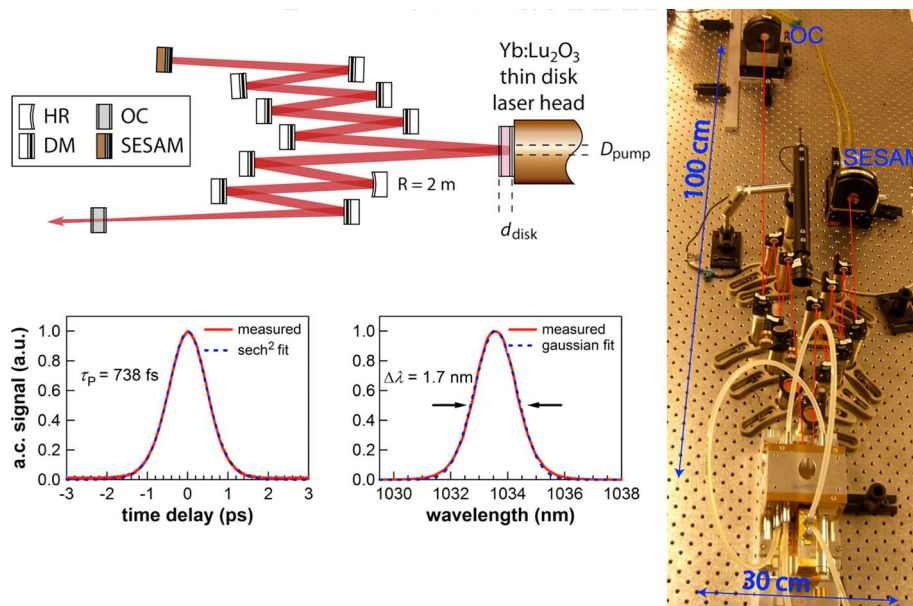 Yb:Lu₂O₃
thin disk
laser head
HR
OC
DM
SESAM
R = 2 m
D_pump
d_disk
OC
SESAM
100 cm
30 cm
a.c. signal (a.u.)
1.0
0.8
0.6
0.4
0.2
0.0
measured
sech² fit
τ_P = 738 fs
-3
-2
-1
0
1
2
3
time delay (ps)
1.0
0.8
0.6
0.4
0.2
0.0
measured
gaussian fit
Δλ = 1.7 nm
1030
1032
1034
1036
1038
wavelength (nm)